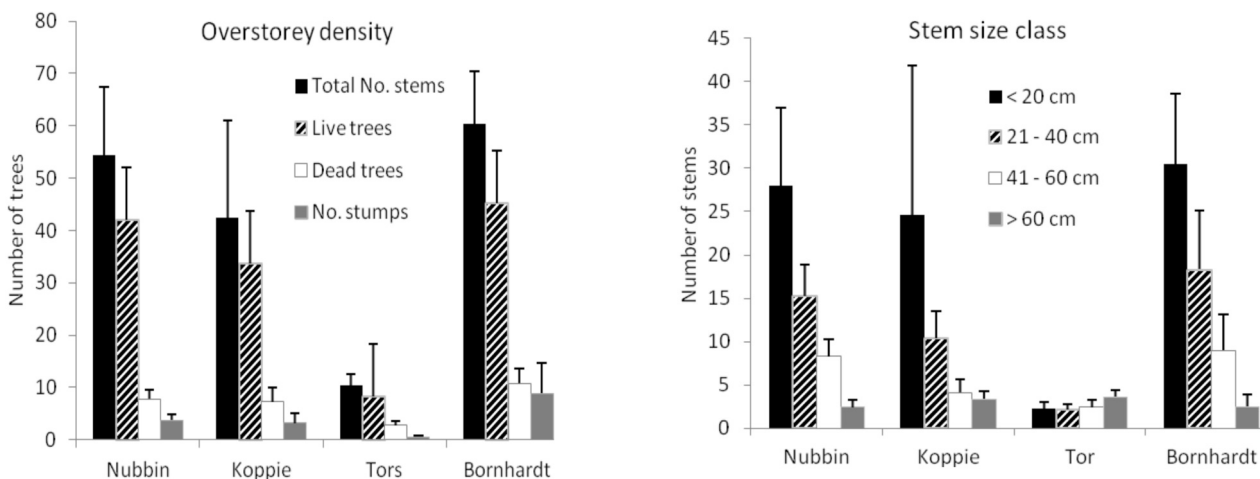 Overstorey density
Number of trees
80
70
60
50
40
30
20
10
0
Total No. stems
Live trees
Dead trees
No. stumps
Nubbin Koppie Tors Bornhardt
Stem size class
Number of stems
45
40
35
30
25
20
15
10
5
0
< 20 cm
21 - 40 cm
41 - 60 cm
> 60 cm
Nubbin Koppie Tor Bornhardt